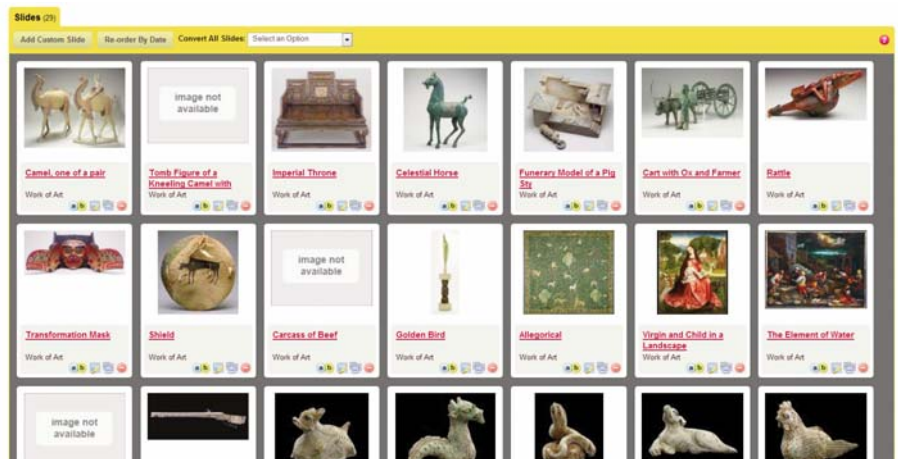 Slides (29)
Add Custom Slide Re-order By Date Convert All Slides: Select an Option ?
image not
available
Camel, one of a pair
Work of Art
a b
Tomb Figure of a
Kneeling Camel with
Work of Art
a b
Imperial Throne
Work of Art
a b
Celestial Horse
Work of Art
a b
Funerary Model of a Pig
Sty
Work of Art
a b
Cart with Ox and Farmer
Work of Art
a b
Rattle
Work of Art
a b
image not
available
Transformation Mask
Work of Art
a b
Shield
Work of Art
a b
Carcass of Beef
Work of Art
a b
Golden Bird
Work of Art
a b
Allegorical
Work of Art
a b
Virgin and Child in a
Landscape
Work of Art
a b
The Element of Water
Work of Art
a b
image not
available